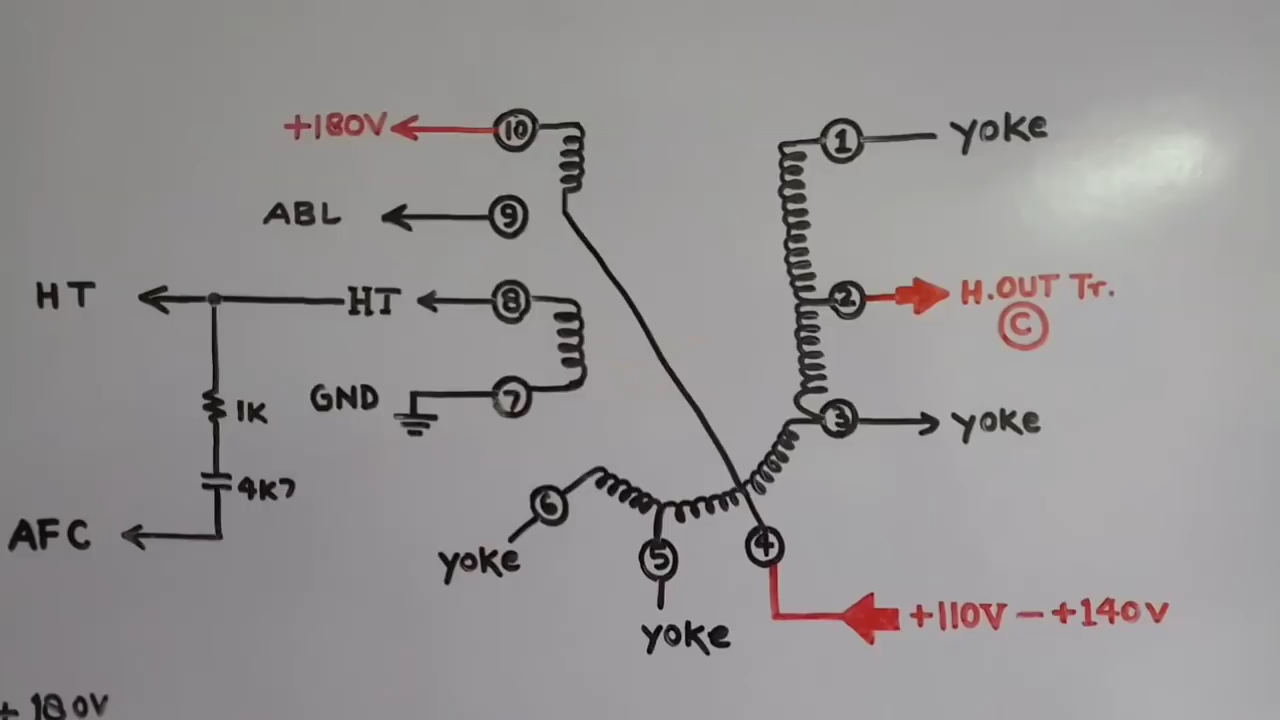 +180V 10 1 yoke
ABL 9
HT HT 8 2 H.OUT Tr.
C
1K GND 7 3 yoke
4K7
AFC yoke 6 5 4
yoke +110V - +140V
+ 180V